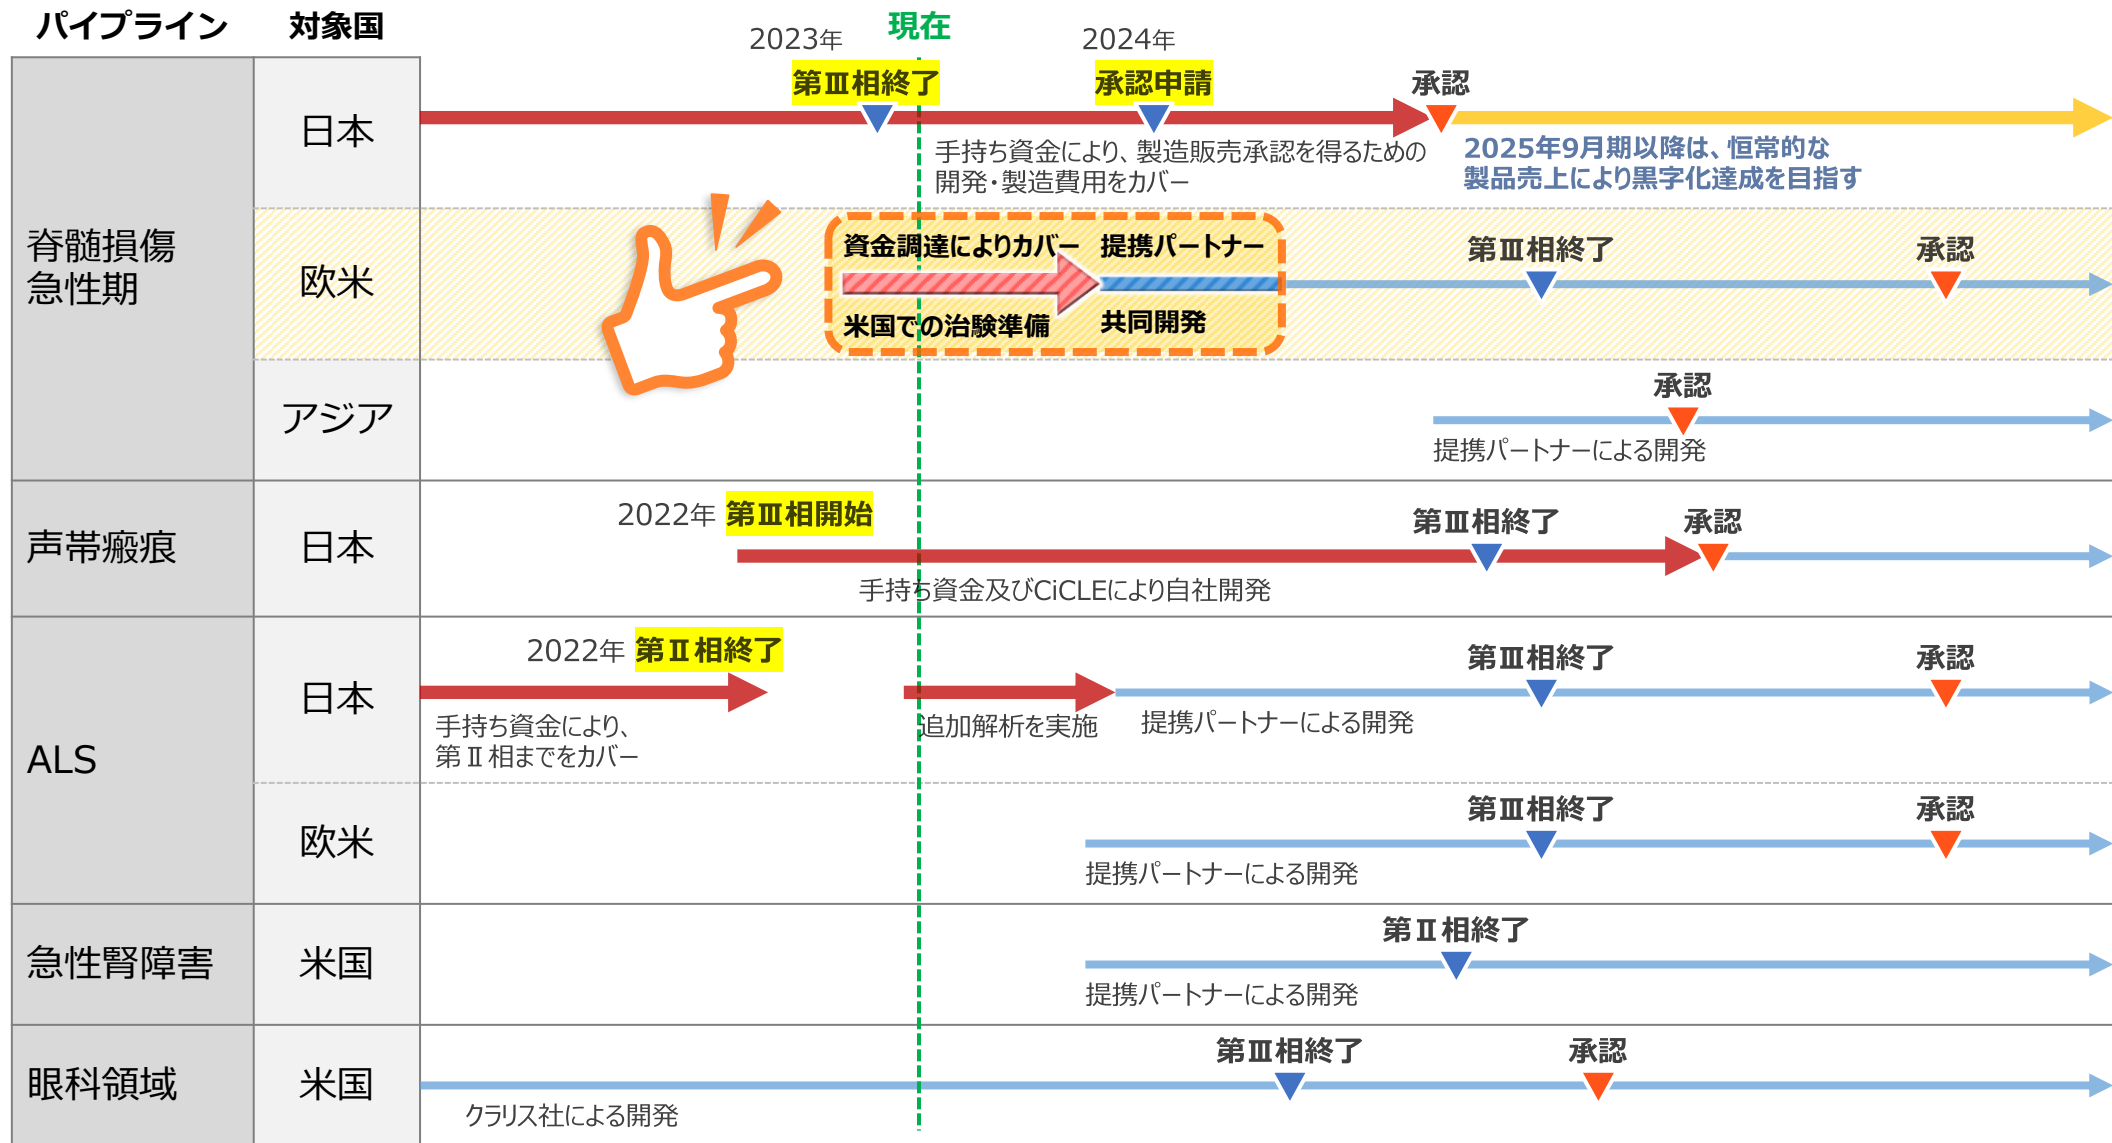 パイプライン
対象国
2023年
現在
2024年
第Ⅲ相終了
承認申請
承認
脊髄損傷
急性期
日本
手持ち資金により、製造販売承認を得るための
開発・製造費用をカバー
2025年9月期以降は、恒常的な
製品売上により黒字化達成を目指す
欧米
資金調達によりカバー
提携パートナー
米国での治験準備
共同開発
第Ⅲ相終了
承認
アジア
承認
提携パートナーによる開発
声帯瘢痕
日本
2022年 第Ⅲ相開始
第Ⅲ相終了
承認
手持ち資金及びCiCLEにより自社開発
ALS
日本
2022年 第Ⅱ相終了
手持ち資金により、
第Ⅱ相までをカバー
追加解析を実施
提携パートナーによる開発
第Ⅲ相終了
承認
欧米
第Ⅲ相終了
承認
提携パートナーによる開発
急性腎障害
米国
第Ⅱ相終了
提携パートナーによる開発
眼科領域
米国
第Ⅲ相終了
承認
クラリス社による開発